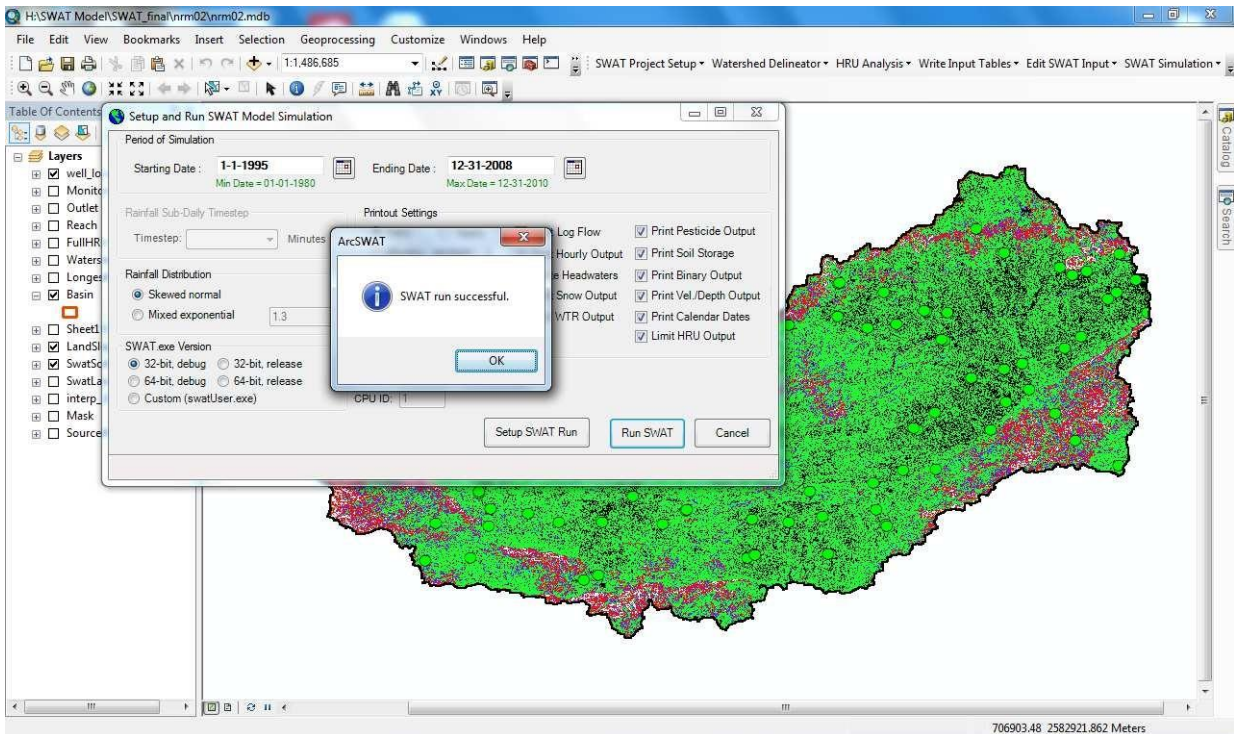 H:\SWAT Model\SWAT_final\nrm02\nrm02.mdb
File Edit View Bookmarks Insert Selection Geoprocessing Customize Windows Help
1:1,486,685
SWAT Project Setup Watershed Delineator HRU Analysis Write Input Tables Edit SWAT Input SWAT Simulation
Table Of Contents
Layers
well_lo
Monito
Outlet
Reach
FullHR
Waters
Longes
Basin
Sheet1
LandSl
SwatSo
SwatLa
interp_
Mask
Source
Setup and Run SWAT Model Simulation
Period of Simulation
Starting Date : 1-1-1995 Ending Date : 12-31-2008
Min Date = 01-01-1980 Max Date = 12-31-2010
Rainfall Sub-Daily Timestep
Timestep: Minutes
Rainfall Distribution
Skewed normal
Mixed exponential 1.3
SWAT.exe Version
32-bit, debug 32-bit, release
64-bit, debug 64-bit, release
Custom (swatUser.exe)
Printout Settings
Log Flow Print Pesticide Output
Hourly Output Print Soil Storage
Headwaters Print Binary Output
Snow Output Print Vel./Depth Output
WTR Output Print Calendar Dates
Limit HRU Output
CPU ID: 1
Setup SWAT Run Run SWAT Cancel
ArcSWAT
SWAT run successful.
OK
Catalog
Search
706903.48 2582921.862 Meters